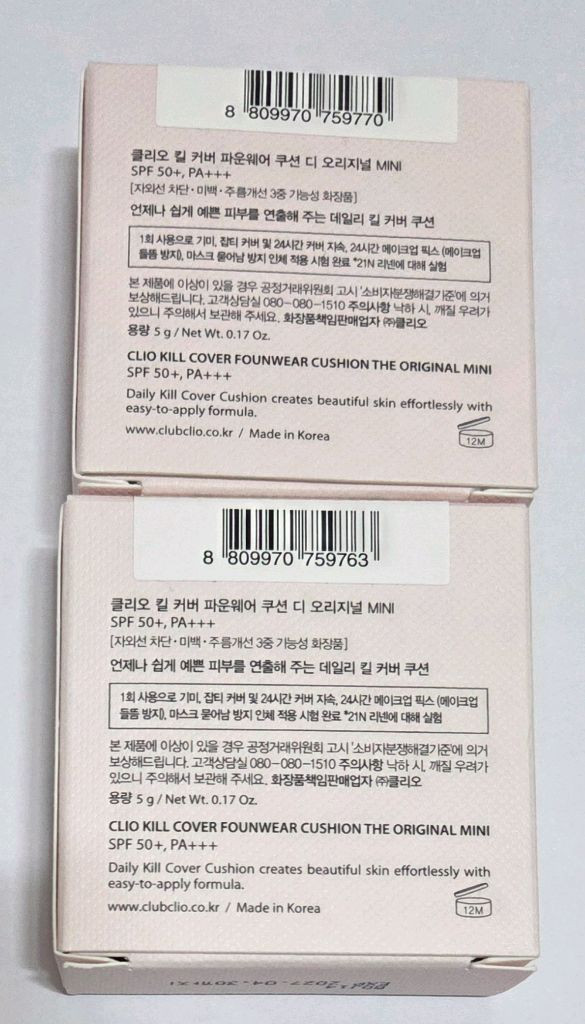 8 809970 759770
클리오 킬 커버 파운웨어 쿠션 디 오리지널 MINI
SPF 50+, PA+++
[자외선 차단·미백·주름개선 3중 기능성 화장품]
언제나 쉽게 예쁜 피부를 연출해 주는 데일리 킬 커버 쿠션
1회 사용으로 기미, 잡티 커버 및 24시간 커버 지속, 24시간 메이크업 픽스 (메이크업
들뜸 방지), 마스크 묻어남 방지 인체 적용 시험 완료 *21N 리넨에 대해 실험
본 제품에 이상이 있을 경우 공정거래위원회 고시 '소비자분쟁해결기준'에 의거
보상해드립니다. 고객상담실 080-080-1510 주의사항 낙하 시, 깨질 우려가
있으니 주의해서 보관해 주세요. 화장품책임판매업자 ㈜클리오
용량 5 g / Net Wt. 0.17 Oz.
CLIO KILL COVER FOUNWEAR CUSHION THE ORIGINAL MINI
SPF 50+, PA+++
Daily Kill Cover Cushion creates beautiful skin effortlessly with
easy-to-apply formula.
www.clubclio.co.kr / Made in Korea
12M
8 809970 759763
클리오 킬 커버 파운웨어 쿠션 디 오리지널 MINI
SPF 50+, PA+++
[자외선 차단·미백·주름개선 3중 기능성 화장품]
언제나 쉽게 예쁜 피부를 연출해 주는 데일리 킬 커버 쿠션
1회 사용으로 기미, 잡티 커버 및 24시간 커버 지속, 24시간 메이크업 픽스 (메이크업
들뜸 방지), 마스크 묻어남 방지 인체 적용 시험 완료 *21N 리넨에 대해 실험
본 제품에 이상이 있을 경우 공정거래위원회 고시 '소비자분쟁해결기준'에 의거
보상해드립니다. 고객상담실 080-080-1510 주의사항 낙하 시, 깨질 우려가
있으니 주의해서 보관해 주세요. 화장품책임판매업자 ㈜클리오
용량 5 g / Net Wt. 0.17 Oz.
CLIO KILL COVER FOUNWEAR CUSHION THE ORIGINAL MINI
SPF 50+, PA+++
Daily Kill Cover Cushion creates beautiful skin effortlessly with
easy-to-apply formula.
www.clubclio.co.kr / Made in Korea
12M
2027.04.30까지